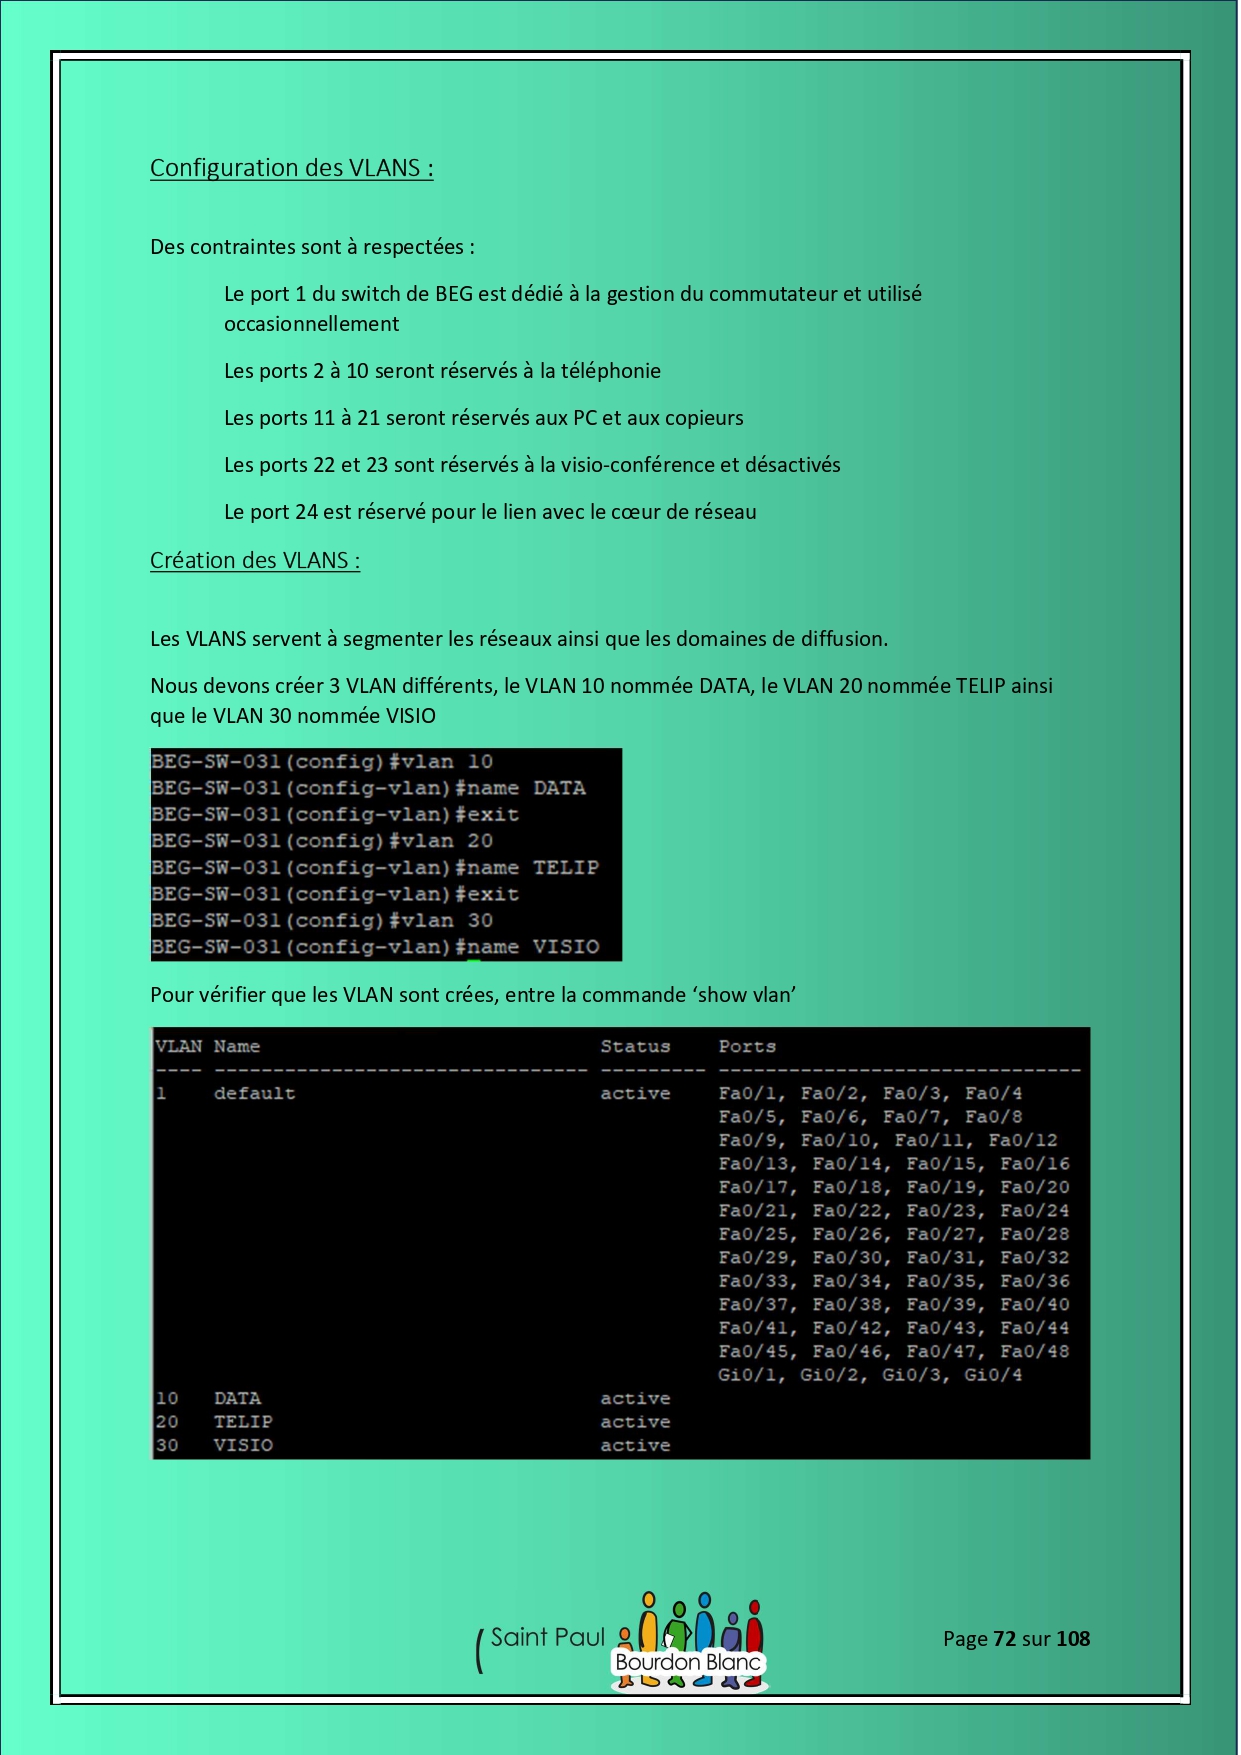 Configuration des VLANS :
Des contraintes sont à respectées :
Le port 1 du switch de BEG est dédié à la gestion du commutateur et utilisé
occasionnellement
Les ports 2 à 10 seront réservés à la téléphonie
Les ports 11 à 21 seront réservés aux PC et aux copieurs
Les ports 22 et 23 sont réservés à la visio-conférence et désactivés
Le port 24 est réservé pour le lien avec le cœur de réseau
Création des VLANS :
Les VLANS servent à segmenter les réseaux ainsi que les domaines de diffusion.
Nous devons créer 3 VLAN différents, le VLAN 10 nommée DATA, le VLAN 20 nommée TELIP ainsi
que le VLAN 30 nommée VISIO
BEG-SW-031(config)#vlan 10
BEG-SW-031(config-vlan)#name DATA
BEG-SW-031(config-vlan)#exit
BEG-SW-031(config)#vlan 20
BEG-SW-031(config-vlan)#name TELIP
BEG-SW-031(config-vlan)#exit
BEG-SW-031(config)#vlan 30
BEG-SW-031(config-vlan)#name VISIO
Pour vérifier que les VLAN sont crées, entre la commande ‘show vlan’
VLAN Name Status Ports
---- -------------------------------- --------- -------------------------------
1 default active Fa0/1, Fa0/2, Fa0/3, Fa0/4
Fa0/5, Fa0/6, Fa0/7, Fa0/8
Fa0/9, Fa0/10, Fa0/11, Fa0/12
Fa0/13, Fa0/14, Fa0/15, Fa0/16
Fa0/17, Fa0/18, Fa0/19, Fa0/20
Fa0/21, Fa0/22, Fa0/23, Fa0/24
Fa0/25, Fa0/26, Fa0/27, Fa0/28
Fa0/29, Fa0/30, Fa0/31, Fa0/32
Fa0/33, Fa0/34, Fa0/35, Fa0/36
Fa0/37, Fa0/38, Fa0/39, Fa0/40
Fa0/41, Fa0/42, Fa0/43, Fa0/44
Fa0/45, Fa0/46, Fa0/47, Fa0/48
Gi0/1, Gi0/2, Gi0/3, Gi0/4
10 DATA active
20 TELIP active
30 VISIO active
Saint Paul
Bourdon Blanc
Page 72 sur 108